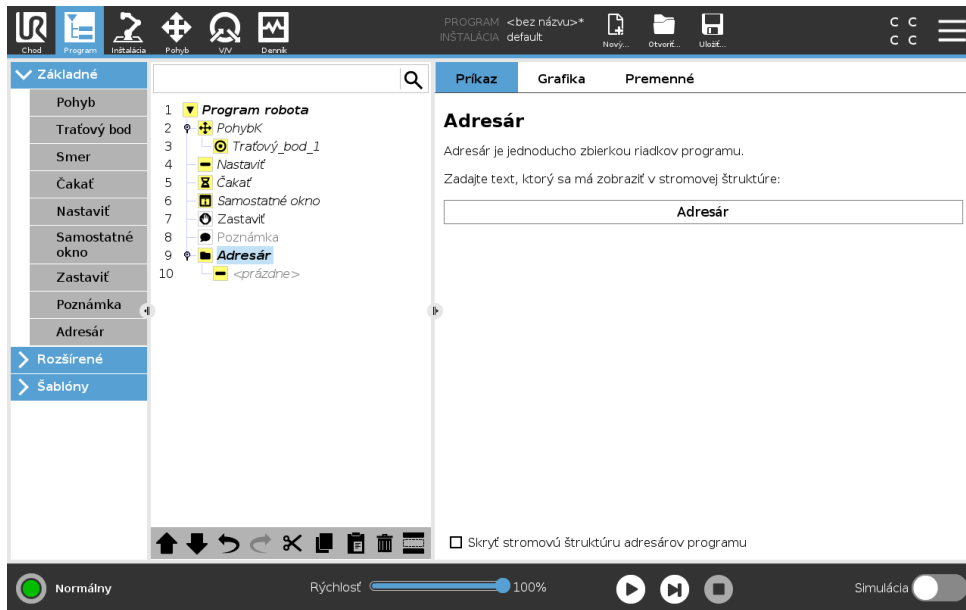 UR
Chod
Program
Inštalácia
Pohyb
V/V
Denník
PROGRAM <bez názvu>*
INŠTALÁCIA default
Nový...
Otvoriť...
Uložiť...
C C
C C
Základné
Pohyb
Traťový bod
Smer
Čakať
Nastaviť
Samostatné
okno
Zastaviť
Poznámka
Adresár
Rozšírené
Šablóny
1 Program robota
2 PohybK
3 Traťový_bod_1
4 Nastaviť
5 Čakať
6 Samostatné okno
7 Zastaviť
8 Poznámka
9 Adresár
10 <prázdne>
Príkaz
Grafika
Premenné
Adresár
Adresár je jednoducho zbierkou riadkov programu.
Zadajte text, ktorý sa má zobraziť v stromovej štruktúre:
Adresár
Skryť stromovú štruktúru adresárov programu
Normálny
Rýchlosť
100%
Simulácia